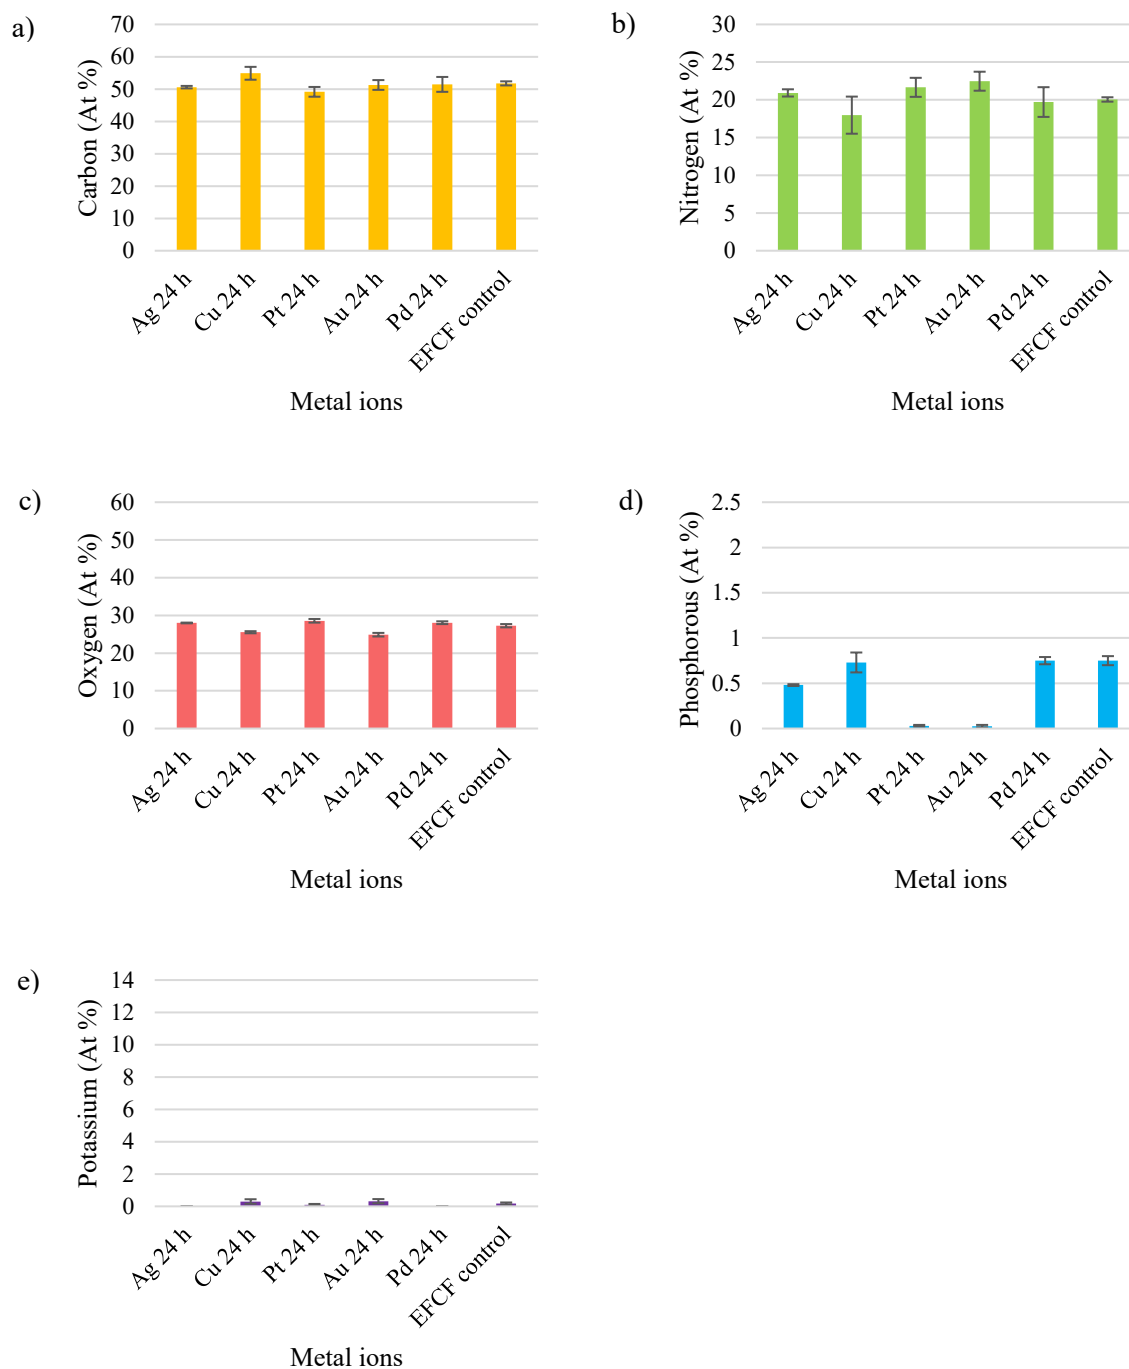 a)
Carbon (At %)
70
60
50
40
30
20
10
0
Ag 24 h
Cu 24 h
Pt 24 h
Au 24 h
Pd 24 h
EFCF control
Metal ions
b)
Nitrogen (At %)
30
25
20
15
10
5
0
Ag 24 h
Cu 24 h
Pt 24 h
Au 24 h
Pd 24 h
EFCF control
Metal ions
c)
Oxygen (At %)
60
50
40
30
20
10
0
Ag 24 h
Cu 24 h
Pt 24 h
Au 24 h
Pd 24 h
EFCF control
Metal ions
d)
Phosphorous (At %)
2.5
2
1.5
1
0.5
0
Ag 24 h
Cu 24 h
Pt 24 h
Au 24 h
Pd 24 h
EFCF control
Metal ions
e)
Potassium (At %)
14
12
10
8
6
4
2
0
Ag 24 h
Cu 24 h
Pt 24 h
Au 24 h
Pd 24 h
EFCF control
Metal ions